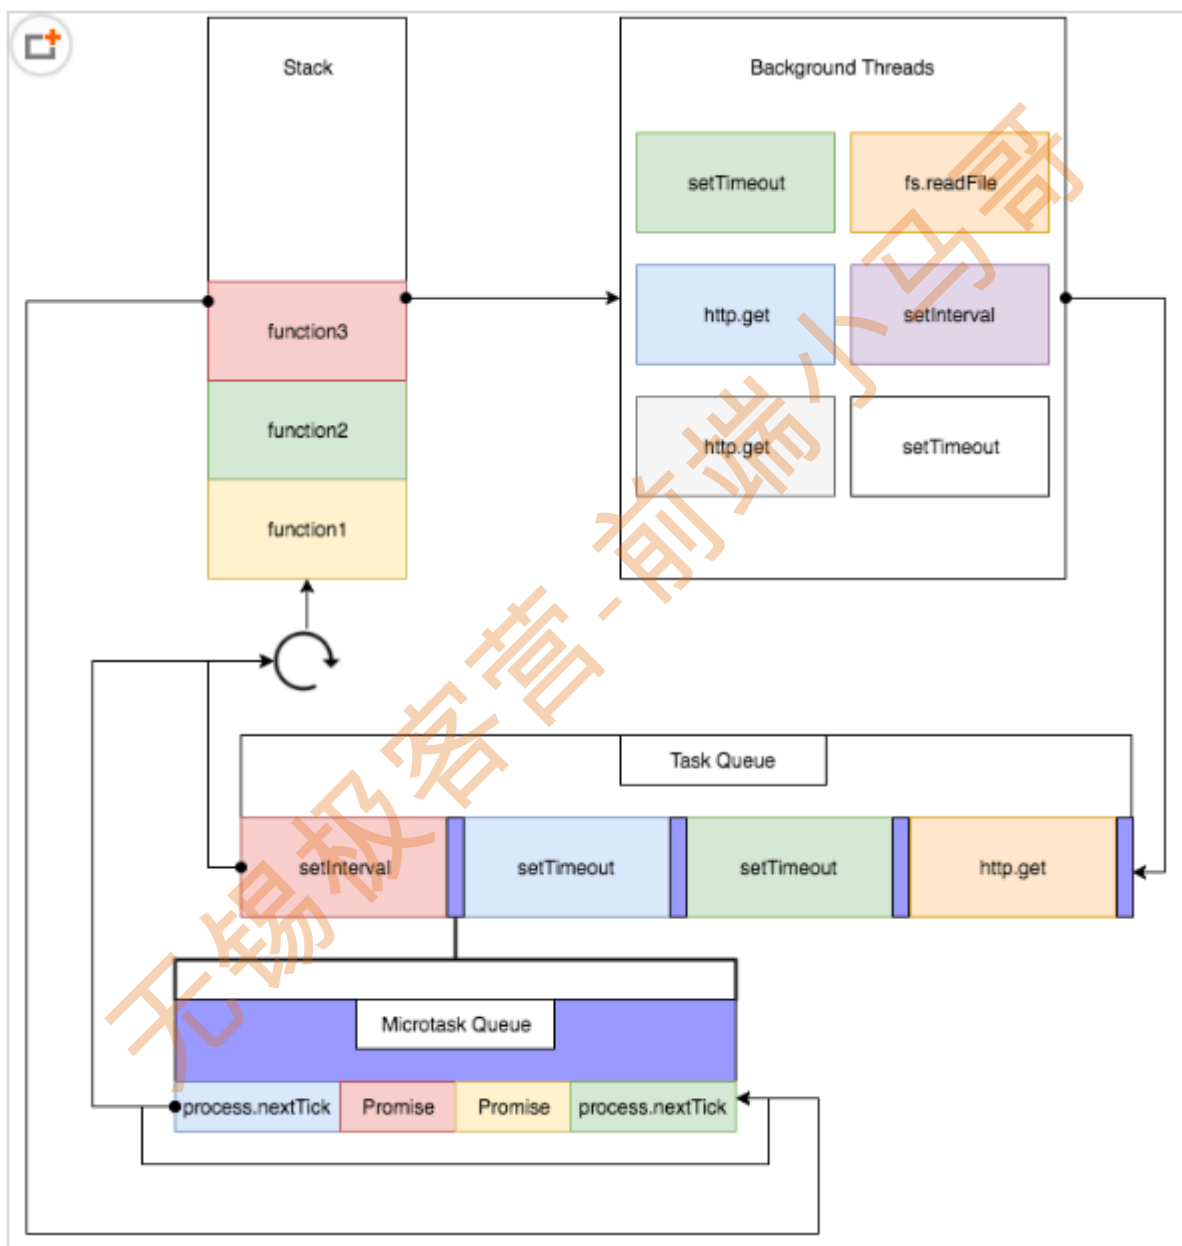 Stack
Background Threads
setTimeout
fs.readFile
http.get
setInterval
http.get
setTimeout
function3
function2
function1
Task Queue
setInterval
setTimeout
setTimeout
http.get
Microtask Queue
process.nextTick
Promise
Promise
process.nextTick
无锡极客营-前端小马哥